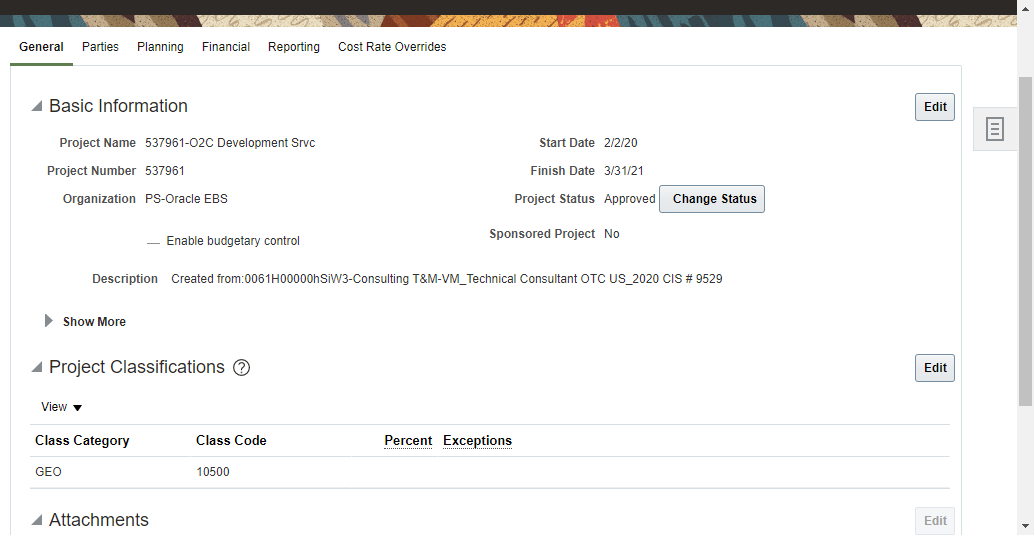 General Parties Planning Financial Reporting Cost Rate Overrides
Basic Information
Edit
Project Name 537961-O2C Development Srvc
Start Date 2/2/20
Project Number 537961
Finish Date 3/31/21
Organization PS-Oracle EBS
Project Status Approved Change Status
Sponsored Project No
Enable budgetary control
Description Created from:0061H00000hSiW3-Consulting T&M-VM_Technical Consultant OTC US_2020 CIS # 9529
Show More
Project Classifications ?
Edit
View
Class Category Class Code Percent Exceptions
GEO 10500
Attachments
Edit